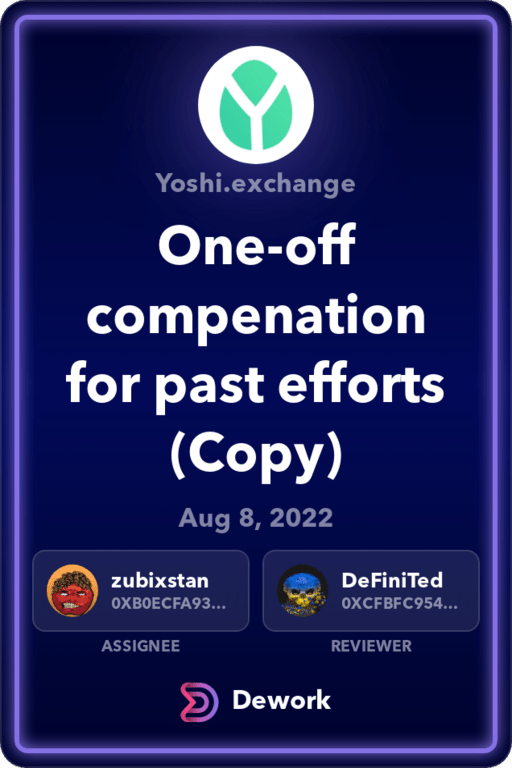 Yoshi.exchange
One-off
compenation
for past efforts
(Copy)
Aug 8, 2022
zubixstan
0XB0ECFA93...
DeFiniTed
0XCFBFC954...
ASSIGNEE
REVIEWER
Dework